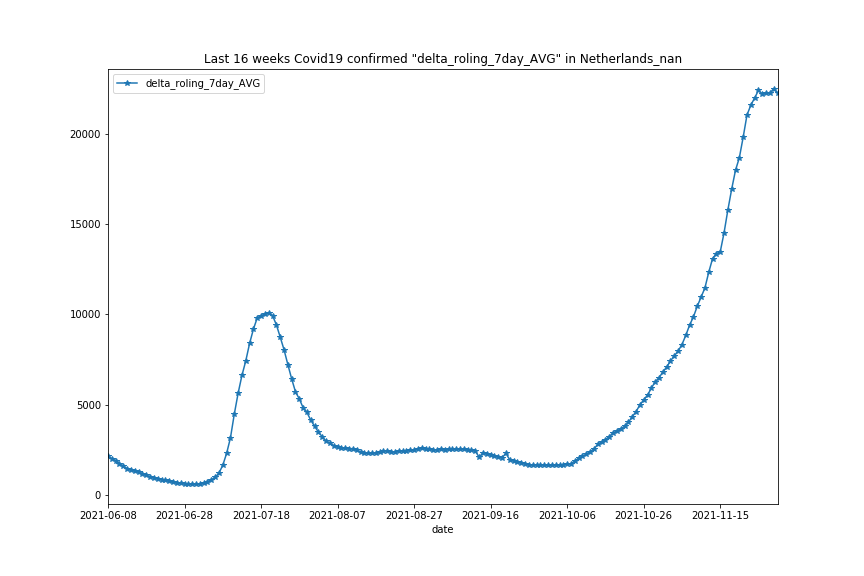 Last 16 weeks Covid19 confirmed "delta_roling_7day_AVG" in Netherlands_nan
delta_roling_7day_AVG
20000
15000
10000
5000
0
2021-06-08 2021-06-28 2021-07-18 2021-08-07 2021-08-27 2021-09-16 2021-10-06 2021-10-26 2021-11-15
date